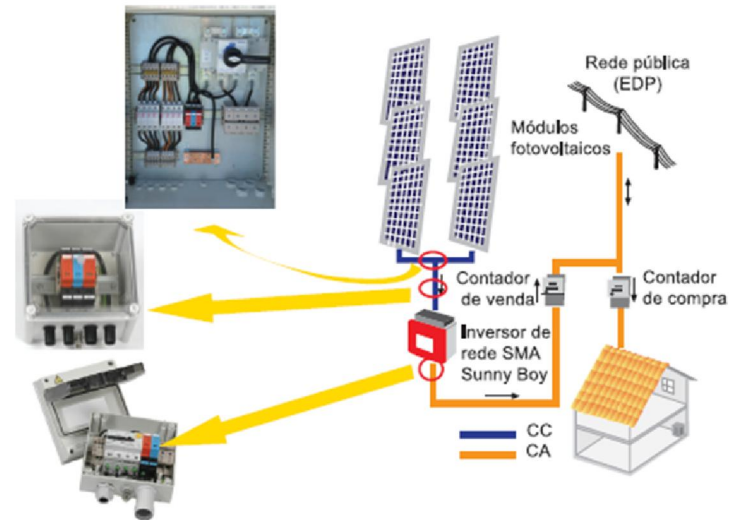 Rede pública
(EDP)
Módulos
fotovoltaicos
Contador
de venda
Contador
de compra
Inversor de
rede SMA
Sunny Boy
CC
CA